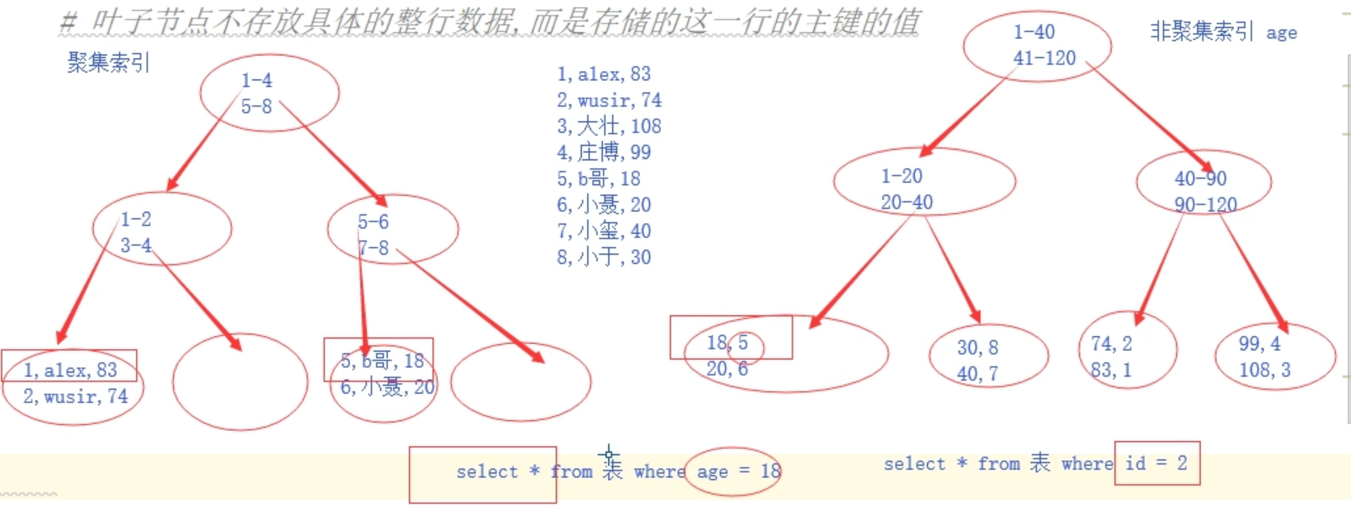 # 叶子节点不存放具体的整行数据,而是存储的这一行的主键的值
聚集索引
1-4
5-8
1-2
3-4
5-6
7-8
1,alex,83
2,wusir,74
5,b哥,18
6,小聂,20
1,alex,83
2,wusir,74
3,大壮,108
4,庄博,99
5,b哥,18
6,小聂,20
7,小玺,40
8,小于,30
非聚集索引 age
1-40
41-120
1-20
20-40
40-90
90-120
18,5
20,6
30,8
40,7
74,2
83,1
99,4
108,3
select * from 表 where age = 18
select * from 表 where id = 2